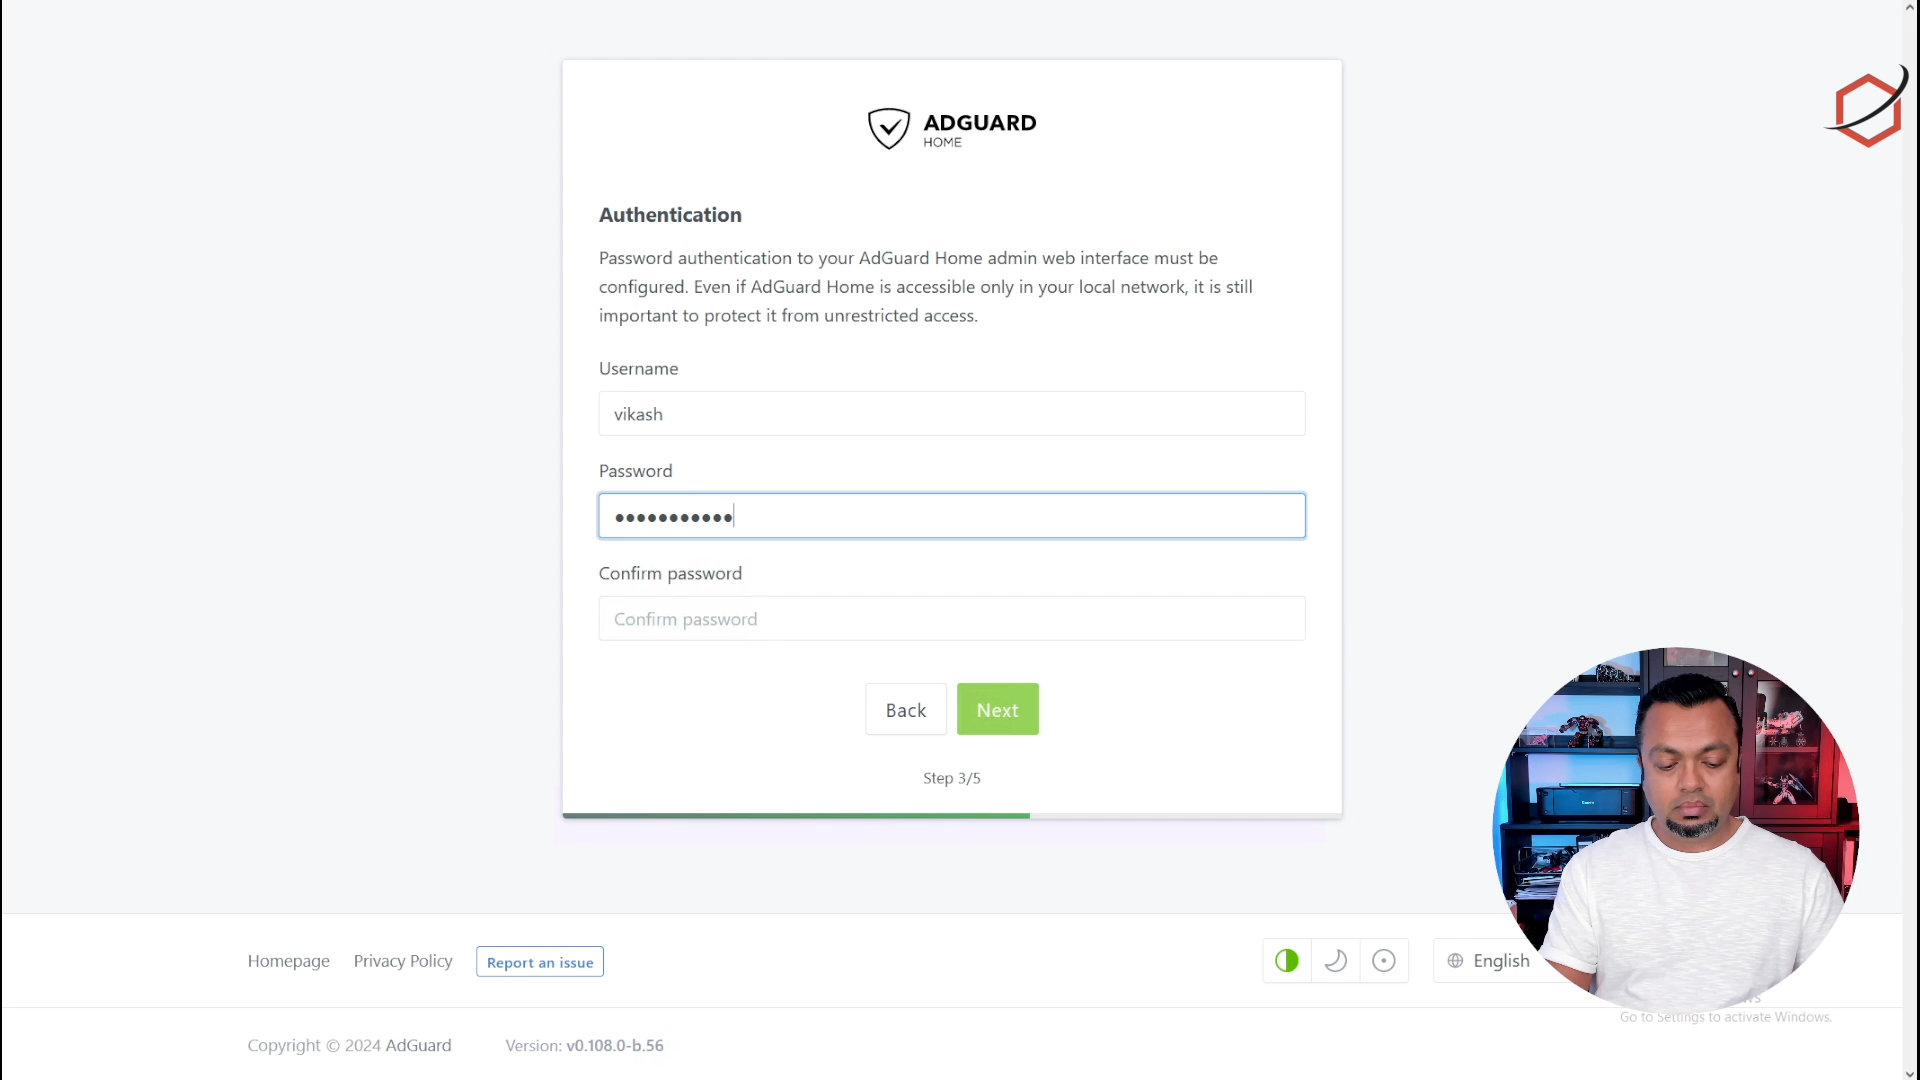 ADGUARD
HOME
Authentication
Password authentication to your AdGuard Home admin web interface must be
configured. Even if AdGuard Home is accessible only in your local network, it is still
important to protect it from unrestricted access.
Username
vikash
Password
•••••••••••
Confirm password
Confirm password
Back
Next
Step 3/5
Homepage
Privacy Policy
Report an issue
English
Go to Settings to activate Windows.
Copyright © 2024 AdGuard
Version: v0.108.0-b.56